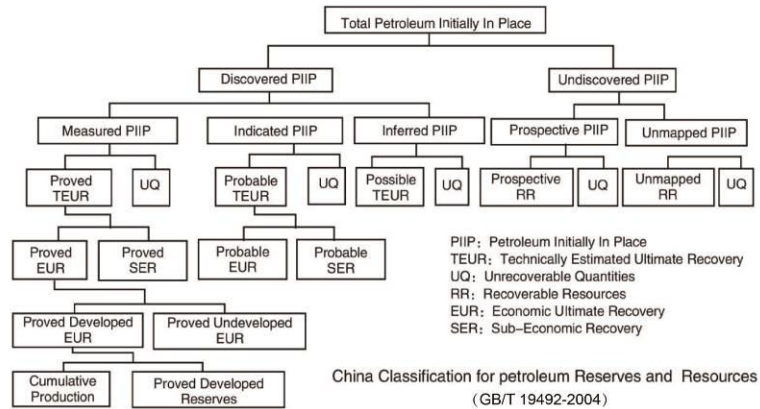 Total Petroleum Initially In Place
Discovered PIIP
Undiscovered PIIP
Measured PIIP
Indicated PIIP
Inferred PIIP
Prospective PIIP
Unmapped PIIP
Proved
TEUR
UQ
Probable
TEUR
UQ
Possible
TEUR
UQ
Prospective
RR
UQ
Unmapped
RR
UQ
Proved
EUR
Proved
SER
Probable
EUR
Probable
SER
Proved Developed
EUR
Proved Undeveloped
EUR
Cumulative
Production
Proved Developed
Reserves
PIIP: Petroleum Initially In Place
TEUR: Technically Estimated Ultimate Recovery
UQ: Unrecoverable Quantities
RR: Recoverable Resources
EUR: Economic Ultimate Recovery
SER: Sub-Economic Recovery
China Classification for petroleum Reserves and Resources
(GB/T 19492-2004)